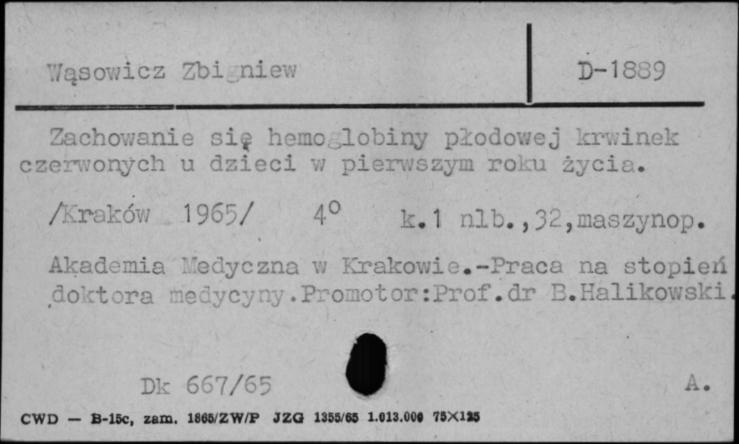 Wąsowicz Zbigniew D-1889
Zachowanie się hemoglobiny płodowej krwinek
czerwonych u dzieci w pierwszym roku życia.
/Kraków 1965/ 4° k.1 nlb.,32,maszynop.
Akademia Medyczna w Krakowie.-Praca na stopień
doktora medycyny.Promotor:Prof.dr B.Halikowski.
Dk 667/65 A.
CWD — B-15c, zam. 1865/ZW/P JZG 1355/65 1.013.000 75X125